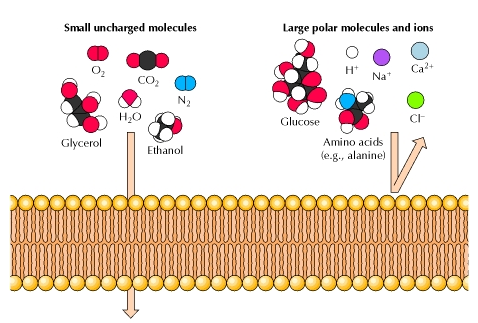 Small uncharged molecules
O₂
CO₂
N₂
H₂O
Glycerol
Ethanol
Large polar molecules and ions
H⁺
Na⁺
Ca²⁺
Cl⁻
Glucose
Amino acids
(e.g., alanine)